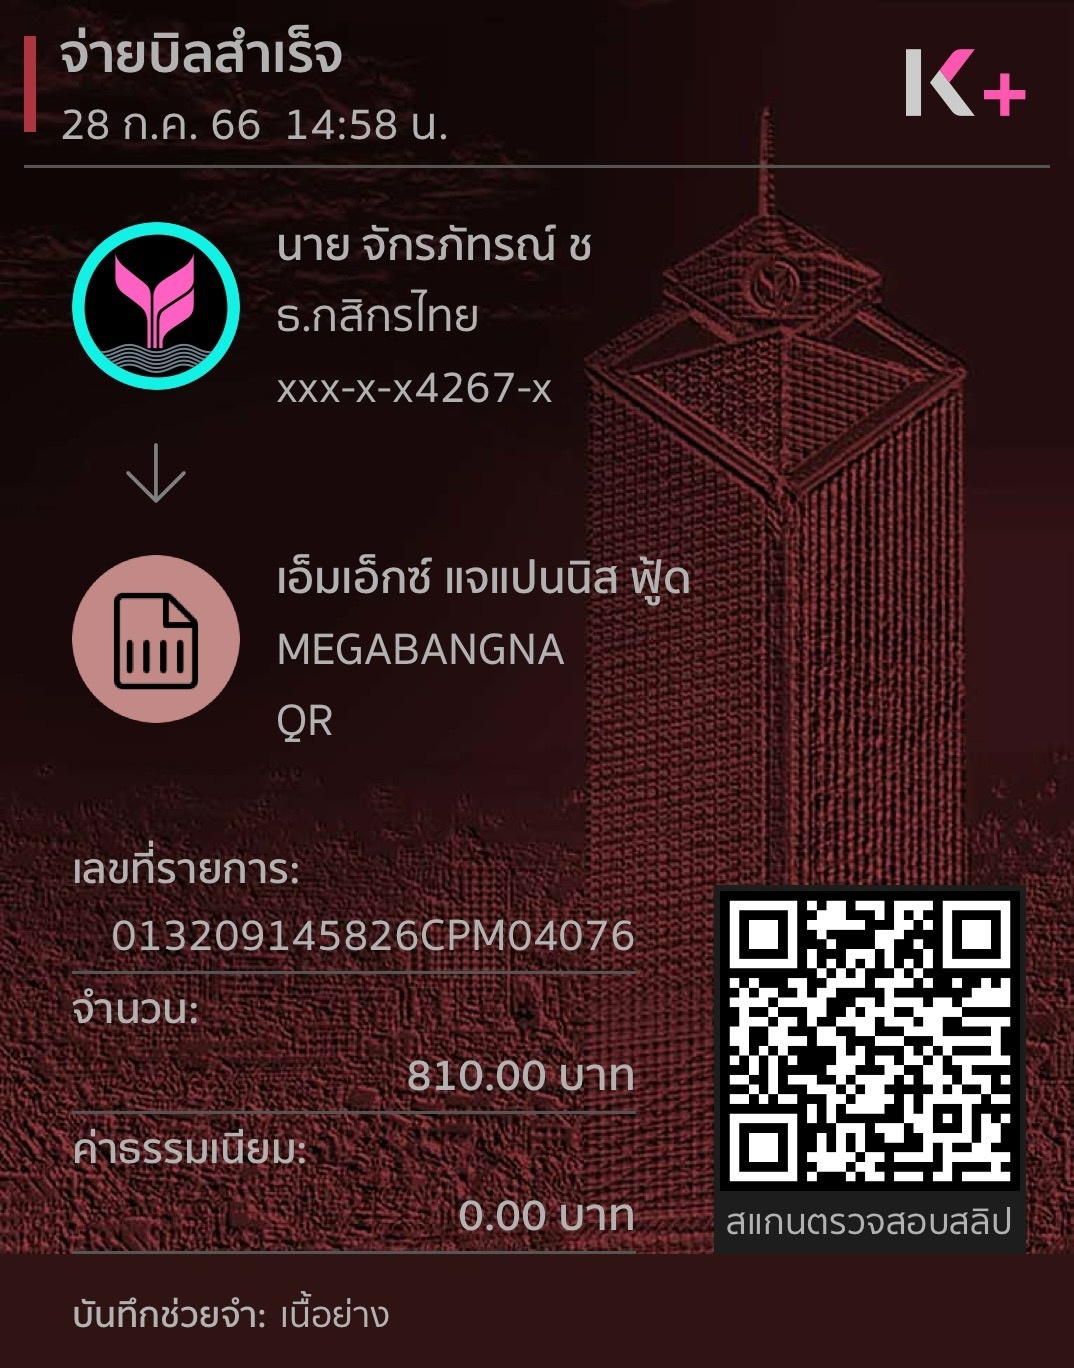 จ่ายบิลสำเร็จ
28 ก.ค. 66 14:58 น.
K+
นาย จักรภัทรณ์ ช
ธ.กสิกรไทย
xxx-x-x4267-x
เอ็มเอ็กซ์ แจแปนนิส ฟู้ด
MEGABANGNA
QR
เลขที่รายการ:
013209145826CPM04076
จำนวน:
810.00 บาท
ค่าธรรมเนียม:
0.00 บาท
สแกนตรวจสอบสลิป
บันทึกช่วยจำ: เนื้อย่าง